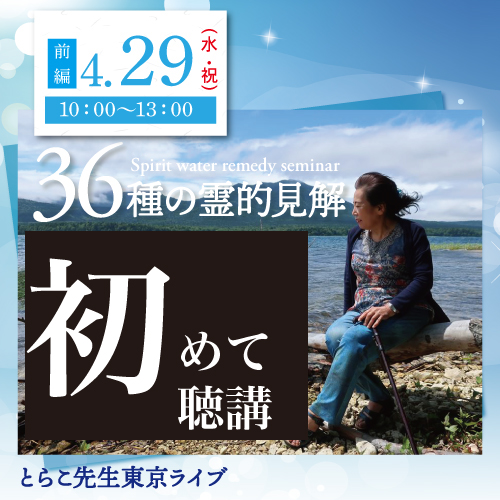 前編 4.29(水・祝)
10：00～13：00
Spirit water remedy seminar
36種の霊的見解
初めて
聴講
とらこ先生東京ライブ